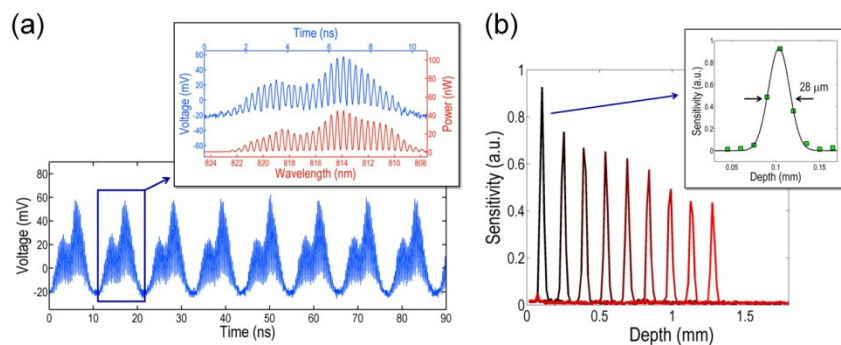 (a)
Time (ns)
0 2 4 6 8 10
Voltage (mV)
60
40
20
0
-20
-40
-60
100
80
60
40
20
0
Power (nW)
824 822 820 818 816 814 812 810 808
Wavelength (nm)
Voltage (mV)
80
60
40
20
0
-20
0 10 20 30 40 50 60 70 80 90
Time (ns)
(b)
Sensitivity (a.u.)
1
0.8
0.6
0.4
0.2
0
0 0.5 1 1.5
Depth (mm)
Sensitivity (a.u.)
1
0.8
0.6
0.4
0.2
0
28 μm
0.05 0.1 0.15
Depth (mm)